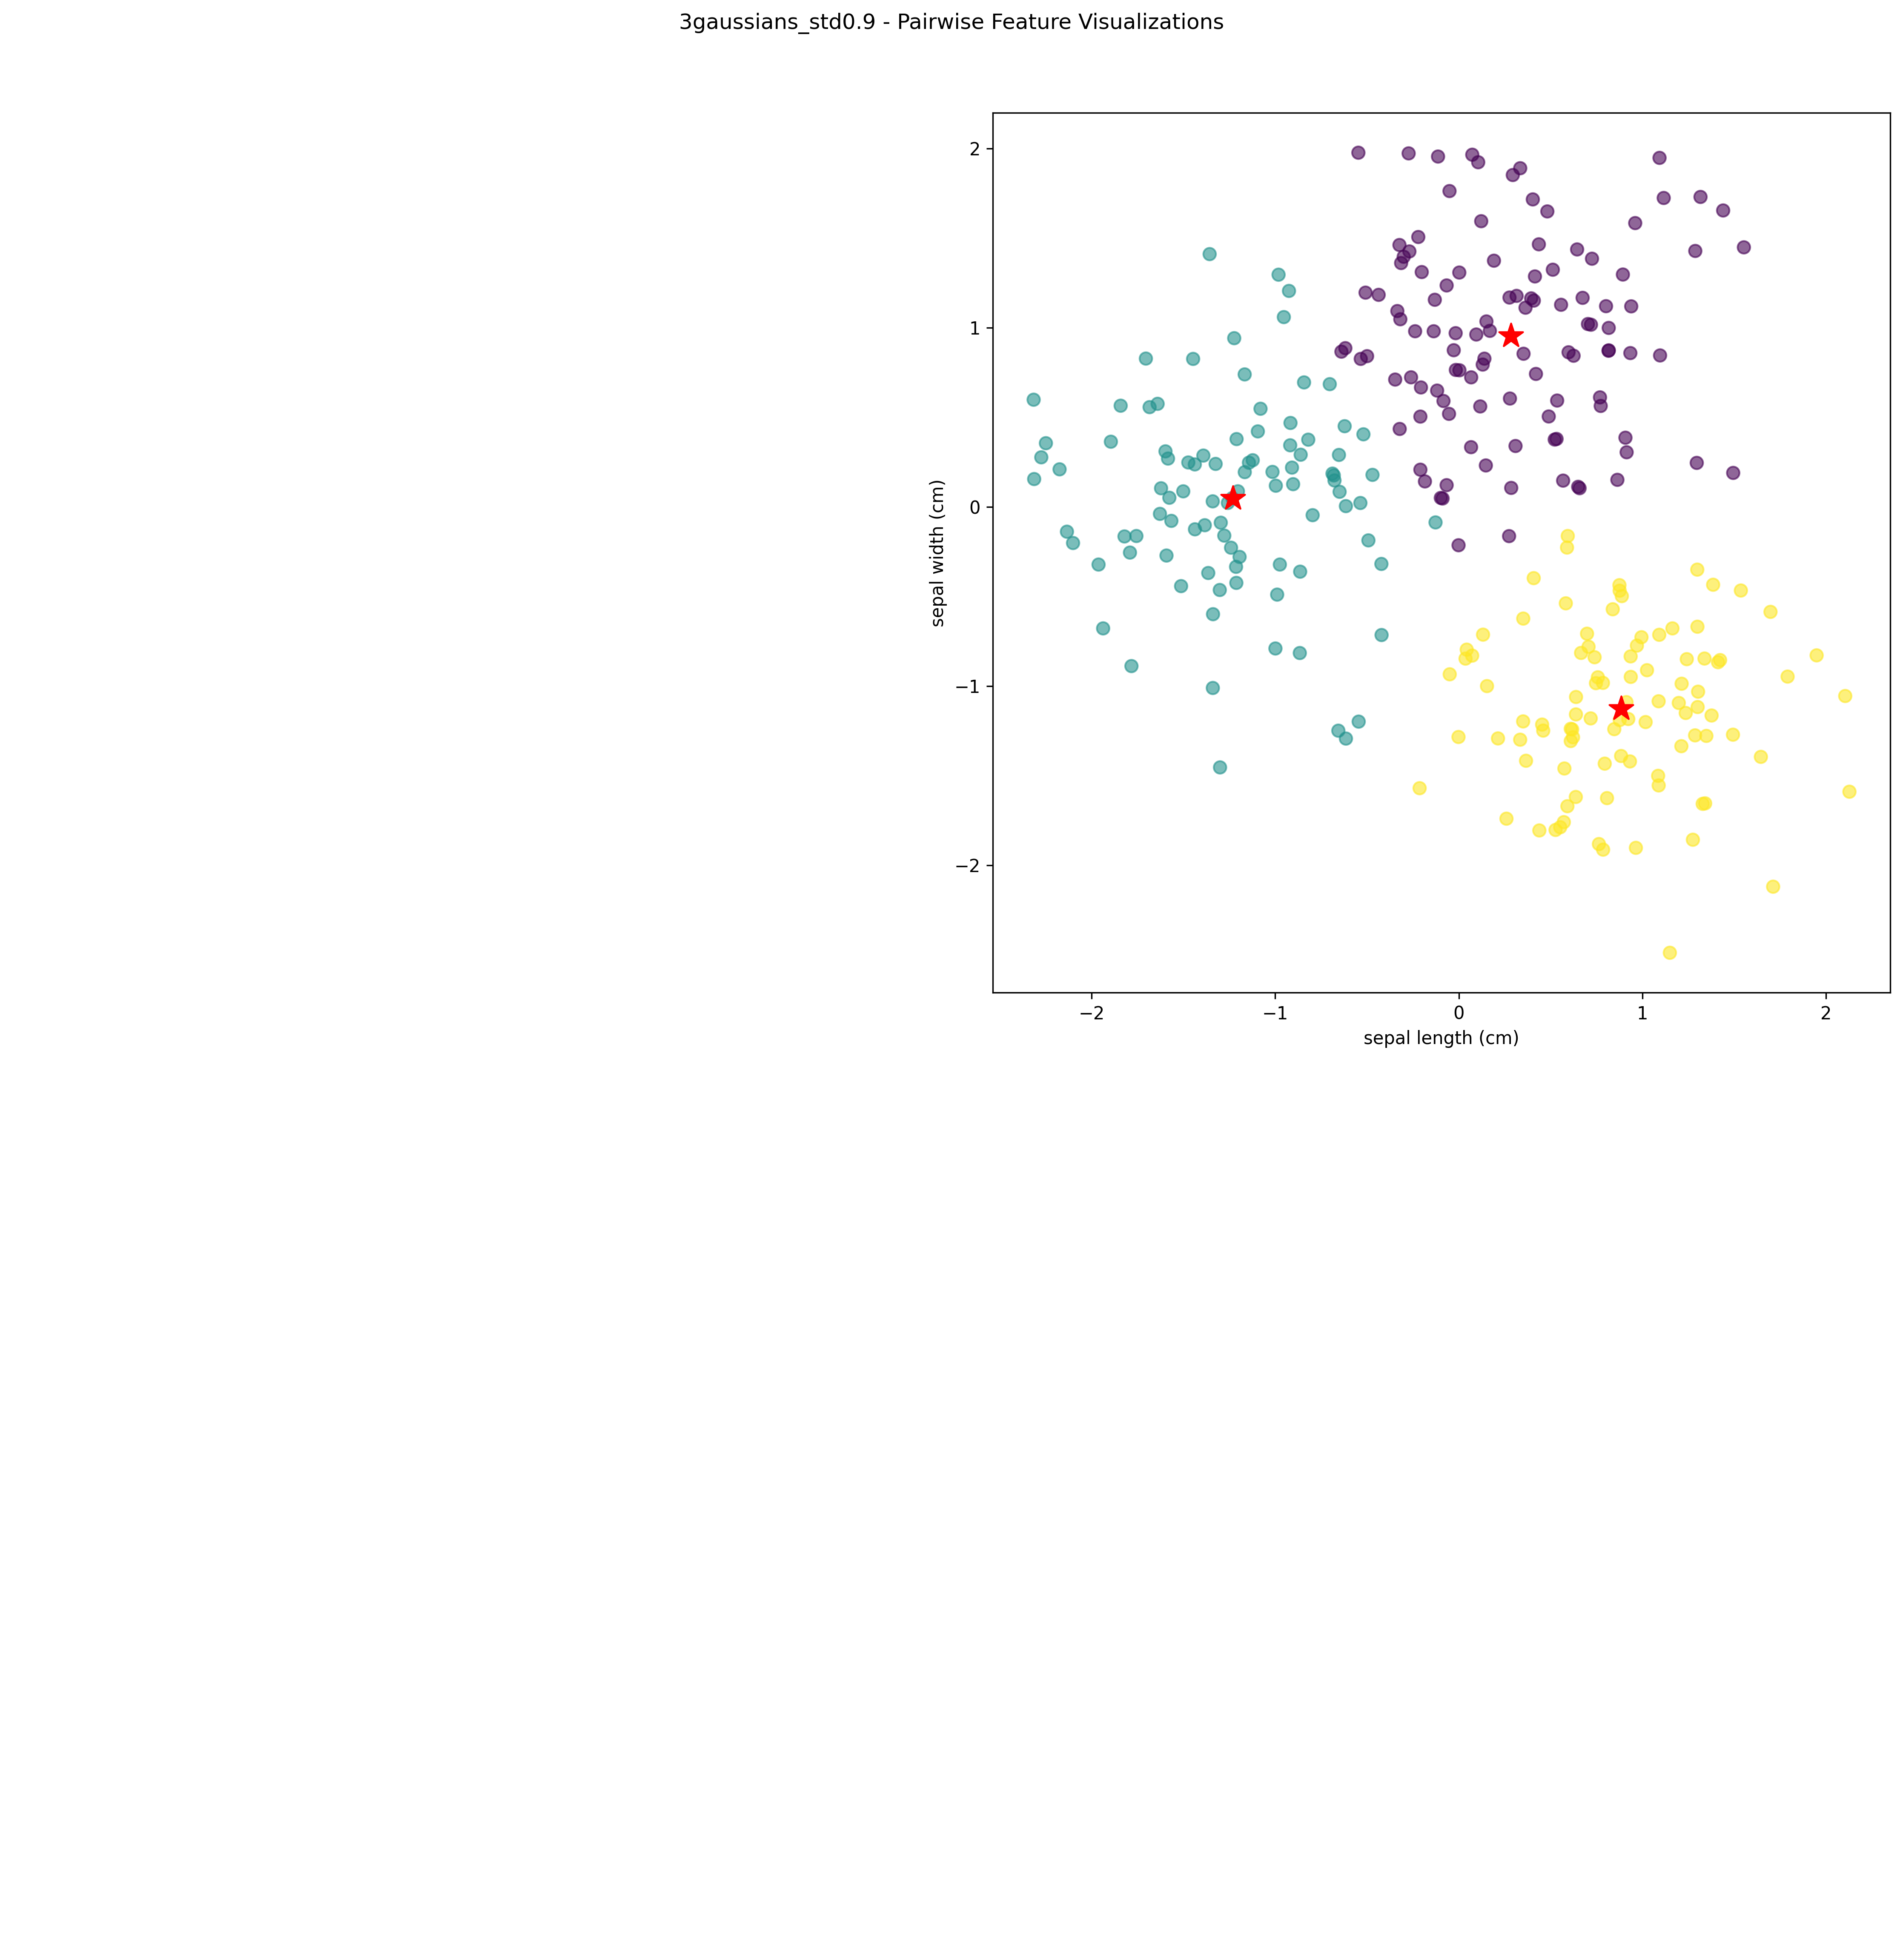 3gaussians_std0.9 - Pairwise Feature Visualizations
2
1
0
−1
−2
sepal width (cm)
−2 −1 0 1 2
sepal length (cm)